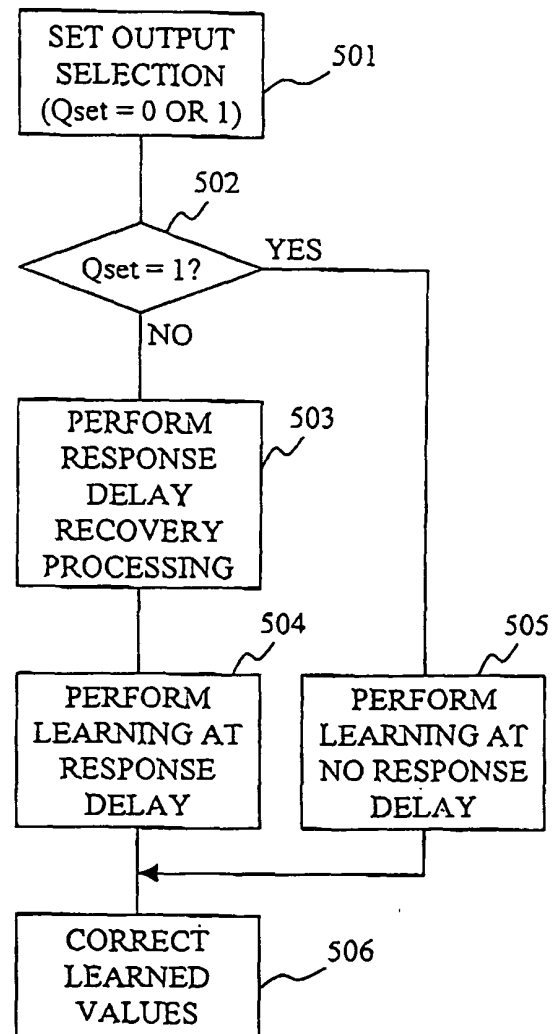 SET OUTPUT
SELECTION
(Qset = 0 OR 1)
501
502
Qset = 1?
YES
NO
PERFORM
RESPONSE
DELAY
RECOVERY
PROCESSING
503
504
PERFORM
LEARNING AT
RESPONSE
DELAY
505
PERFORM
LEARNING AT
NO RESPONSE
DELAY
CORRECT
LEARNED
VALUES
506